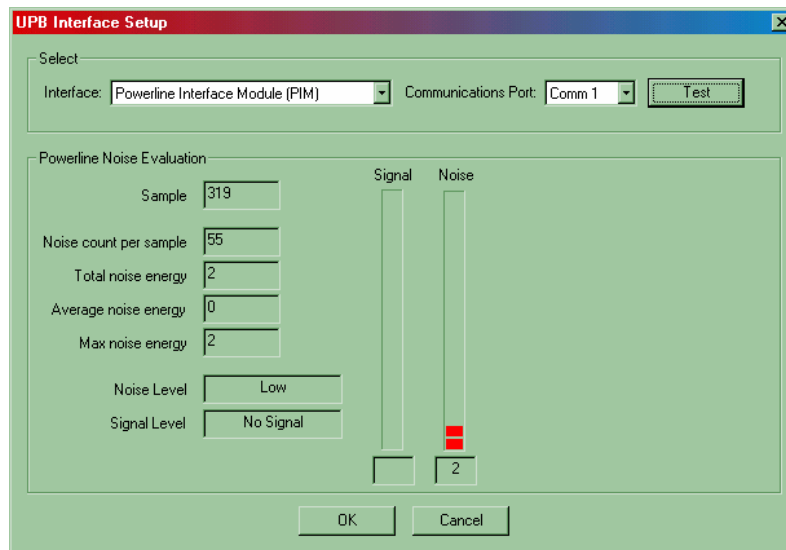 UPB Interface Setup
Select
Interface: Powerline Interface Module (PIM) Communications Port: Comm 1 Test
Powerline Noise Evaluation
Signal Noise
Sample 319
Noise count per sample 55
Total noise energy 2
Average noise energy 0
Max noise energy 2
Noise Level Low
Signal Level No Signal
2
OK Cancel